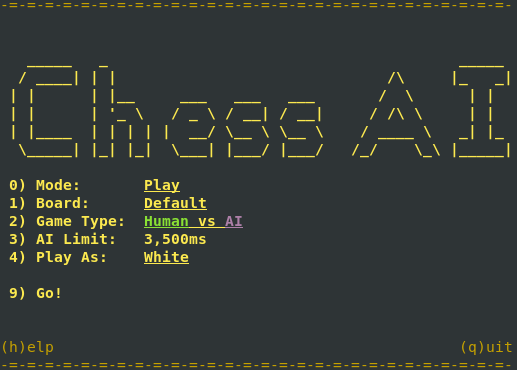 -=-=-=-=-=-=-=-=-=-=-=-=-=-=-=-=-=-=-=-=-=-=-=-=-=-=-=-=-
Chess AI
0) Mode: Play
1) Board: Default
2) Game Type: Human vs AI
3) AI Limit: 3,500ms
4) Play As: White
9) Go!
(h)elp (q)uit
-=-=-=-=-=-=-=-=-=-=-=-=-=-=-=-=-=-=-=-=-=-=-=-=-=-=-=-=-